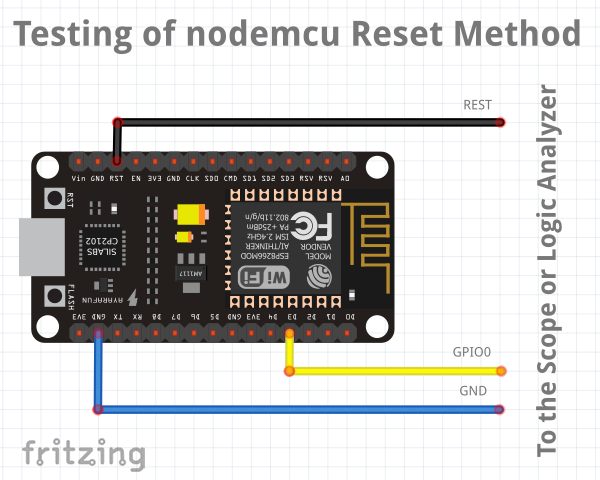 Testing of nodemcu Reset Method
REST
Vin GND RST EN 3V3 GND CLK SD0 CMD SD1 SD2 SD3 RSV RSV A0
RST
SILABS
CP2102
AM1117
FLASH
AYARAFUN
MODEL
VENDOR
ESP8266MOD
AI/THINKER
ISM 2.4GHz
PA + 25dBm
802.11b/g/n
FC
Wi Fi
3V3 GND TX RX D8 D7 D6 D5 GND 3V3 D4 D3 D2 D1 D0
GPIO0
GND
To the Scope or Logic Analyzer
fritzing